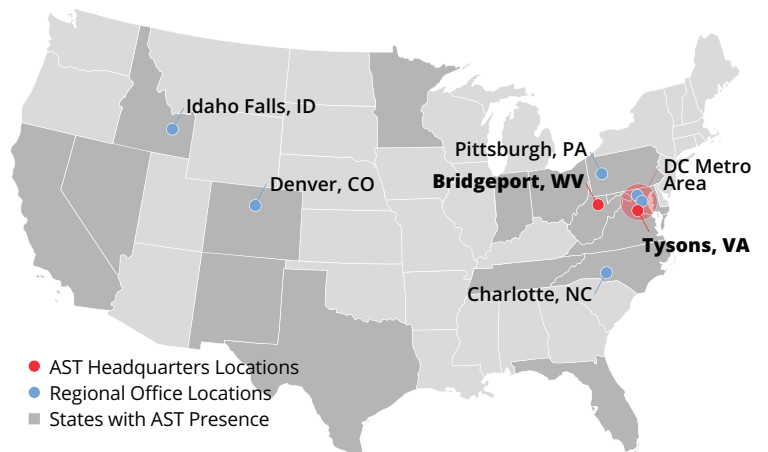 Idaho Falls, ID
Pittsburgh, PA
DC Metro
Area
Denver, CO
Bridgeport, WV
Tysons, VA
Charlotte, NC
AST Headquarters Locations
Regional Office Locations
States with AST Presence